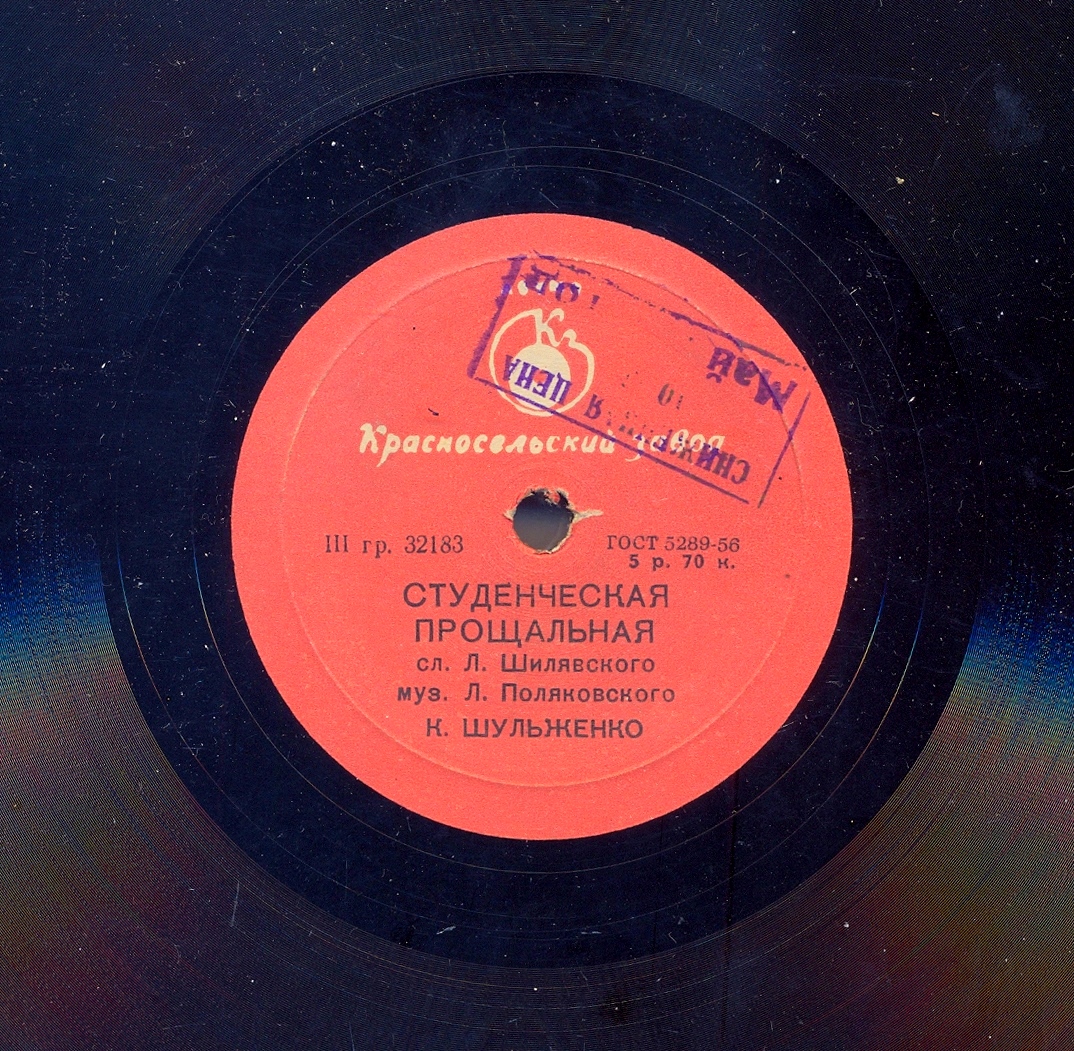 Кз
Красносельский завод
III гр. 32183
ГОСТ 5289-56
5 р. 70 к.
СТУДЕНЧЕСКАЯ
ПРОЩАЛЬНАЯ
сл. Л. Шилявского
муз. Л. Поляковского
К. ШУЛЬЖЕНКО
ЦЕНА
Май